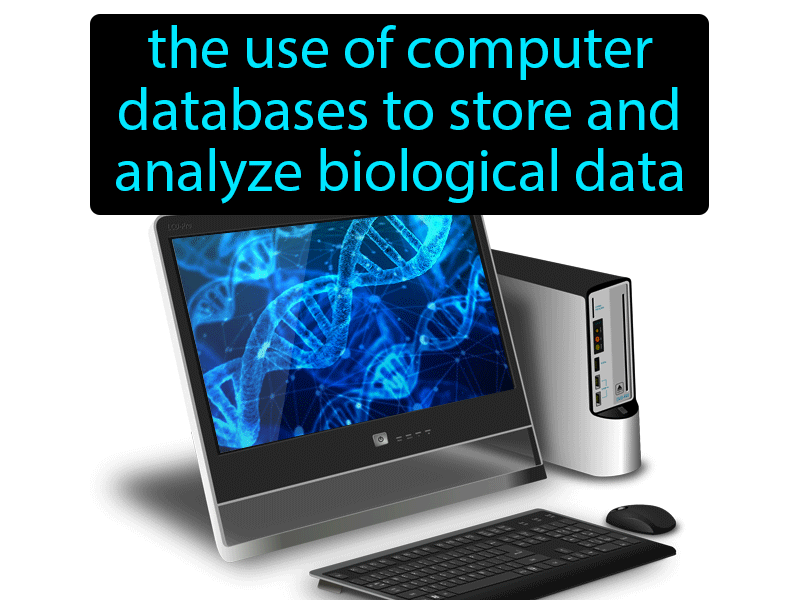 the use of computer
databases to store and
analyze biological data